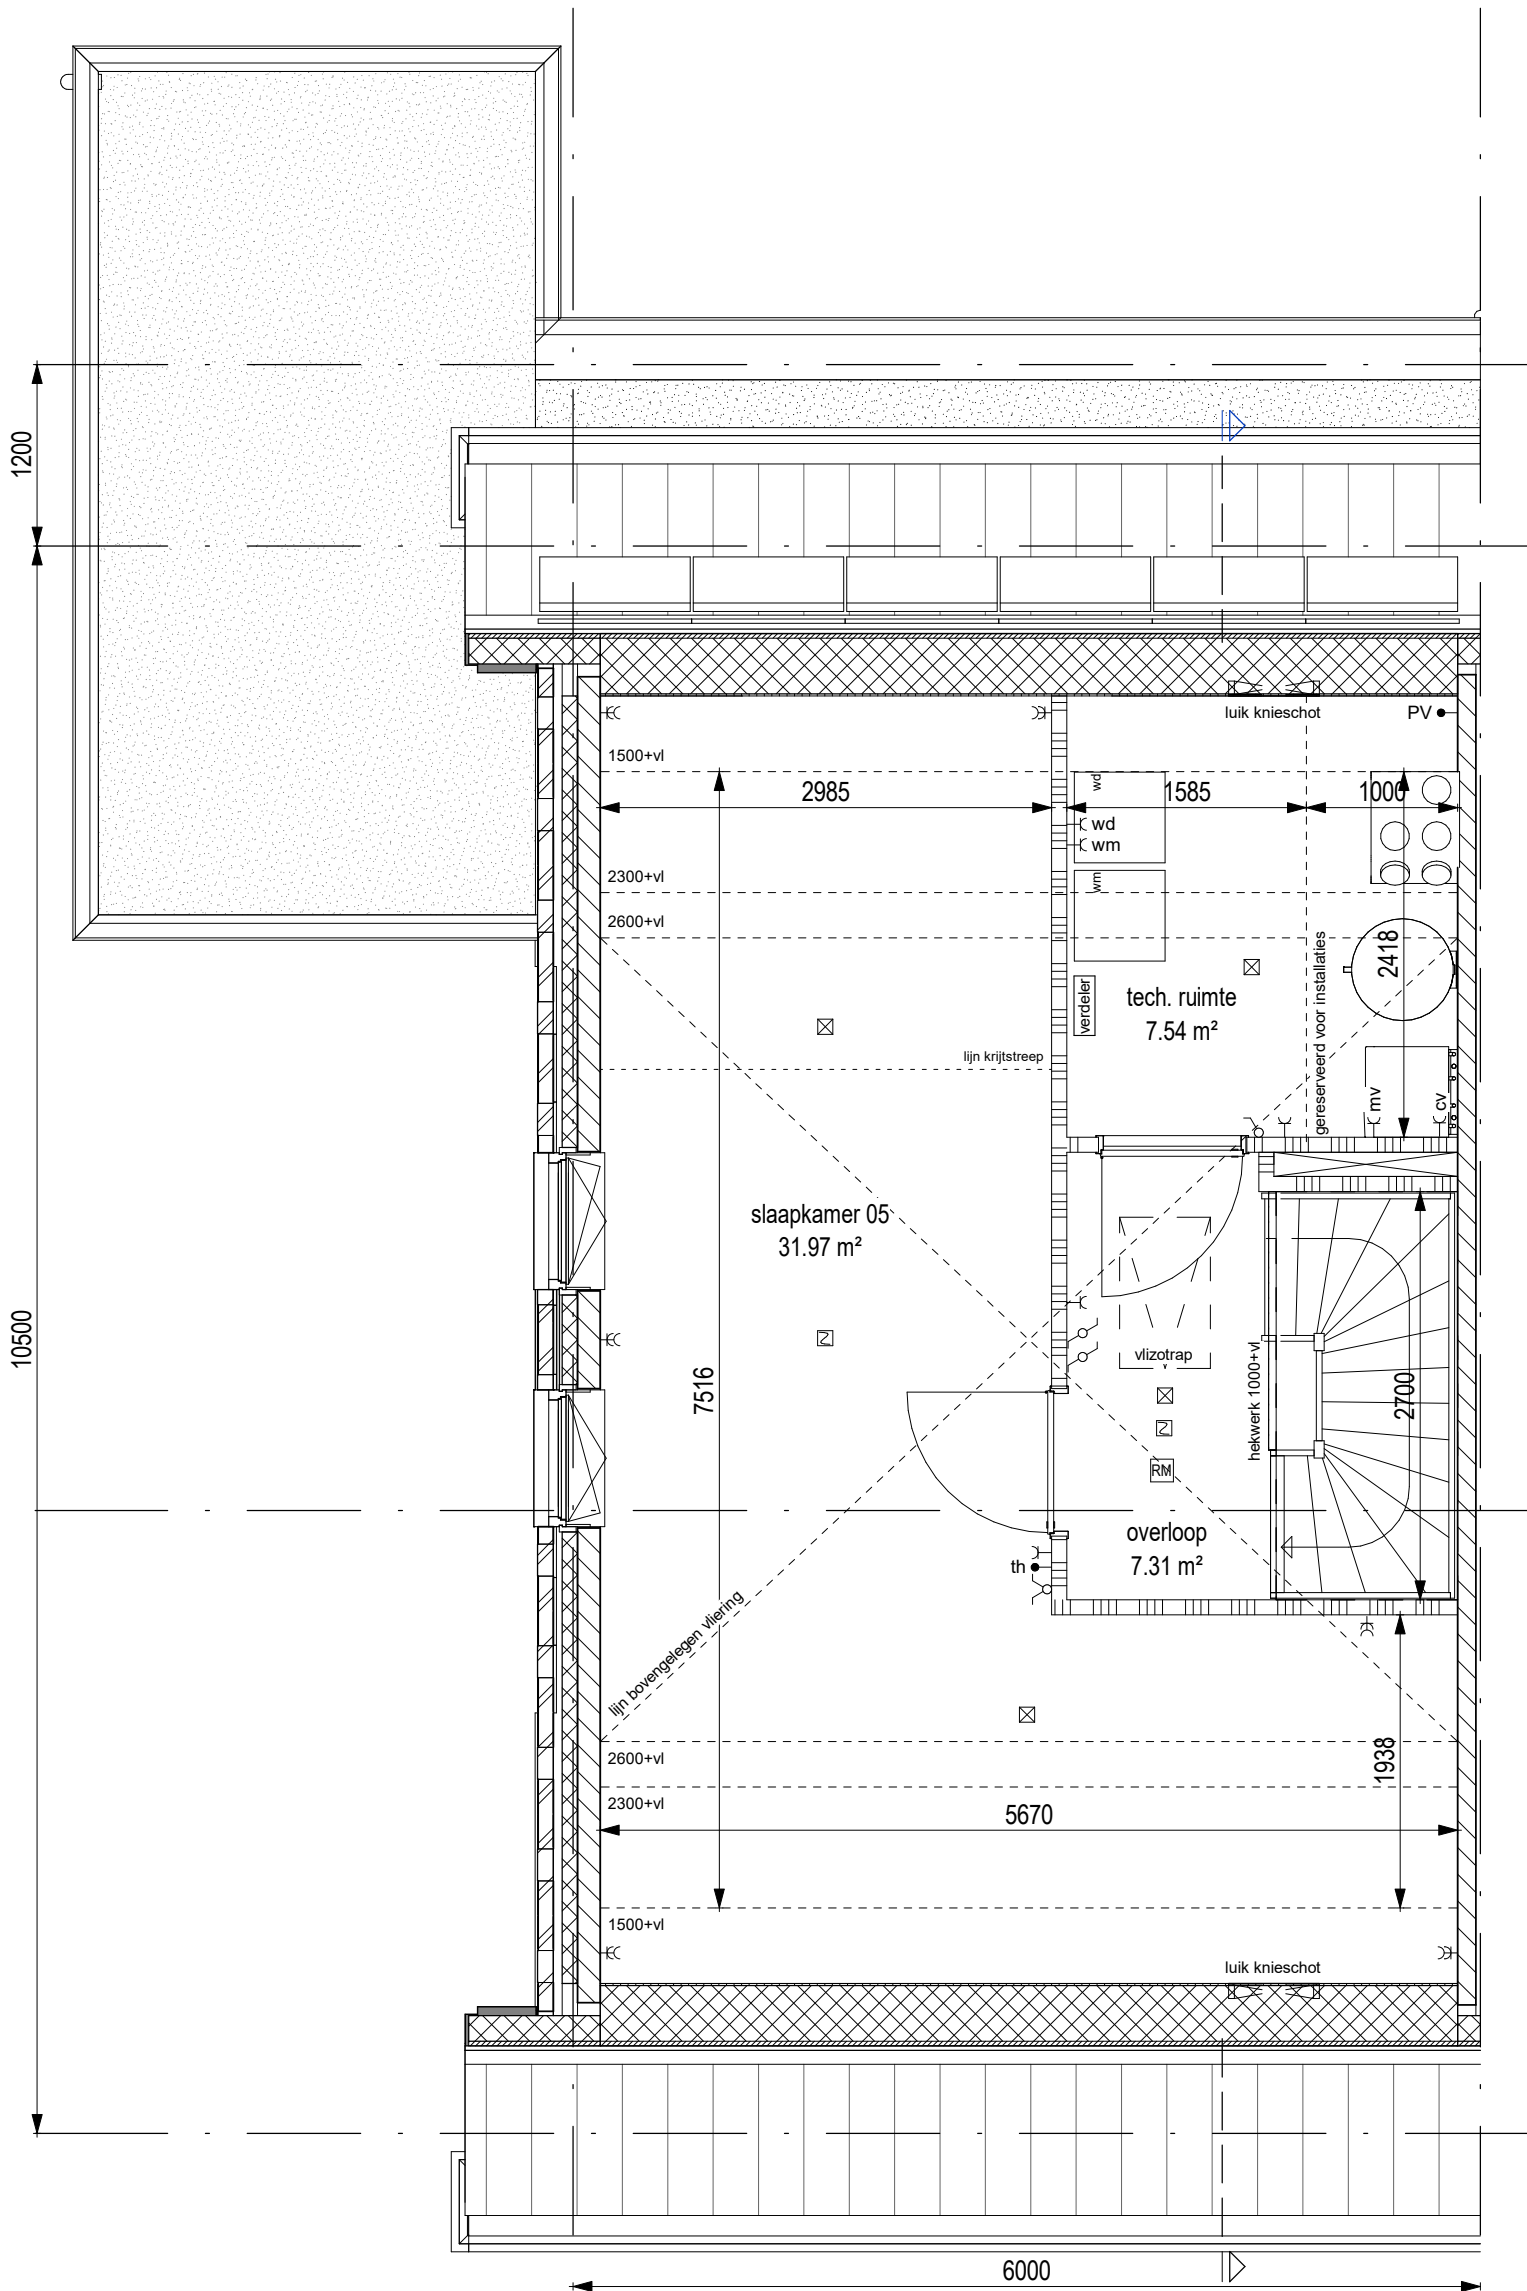 1200
luik knieschot
PV
1500+vl
wd
2985
1585
1000
wd
wm
2300+vl
wm
2600+vl
2418
gereserveerd voor installaties
verdeler
tech. ruimte
7.54 m²
lijn krijtstreep
mv
cv
slaapkamer 05
31.97 m²
10500
vlizotrap
7516
hekwerk 1000+vl
2700
RM
overloop
7.31 m²
th
lijn bovengelegen vliering
2600+vl
1938
2300+vl
5670
1500+vl
luik knieschot
6000